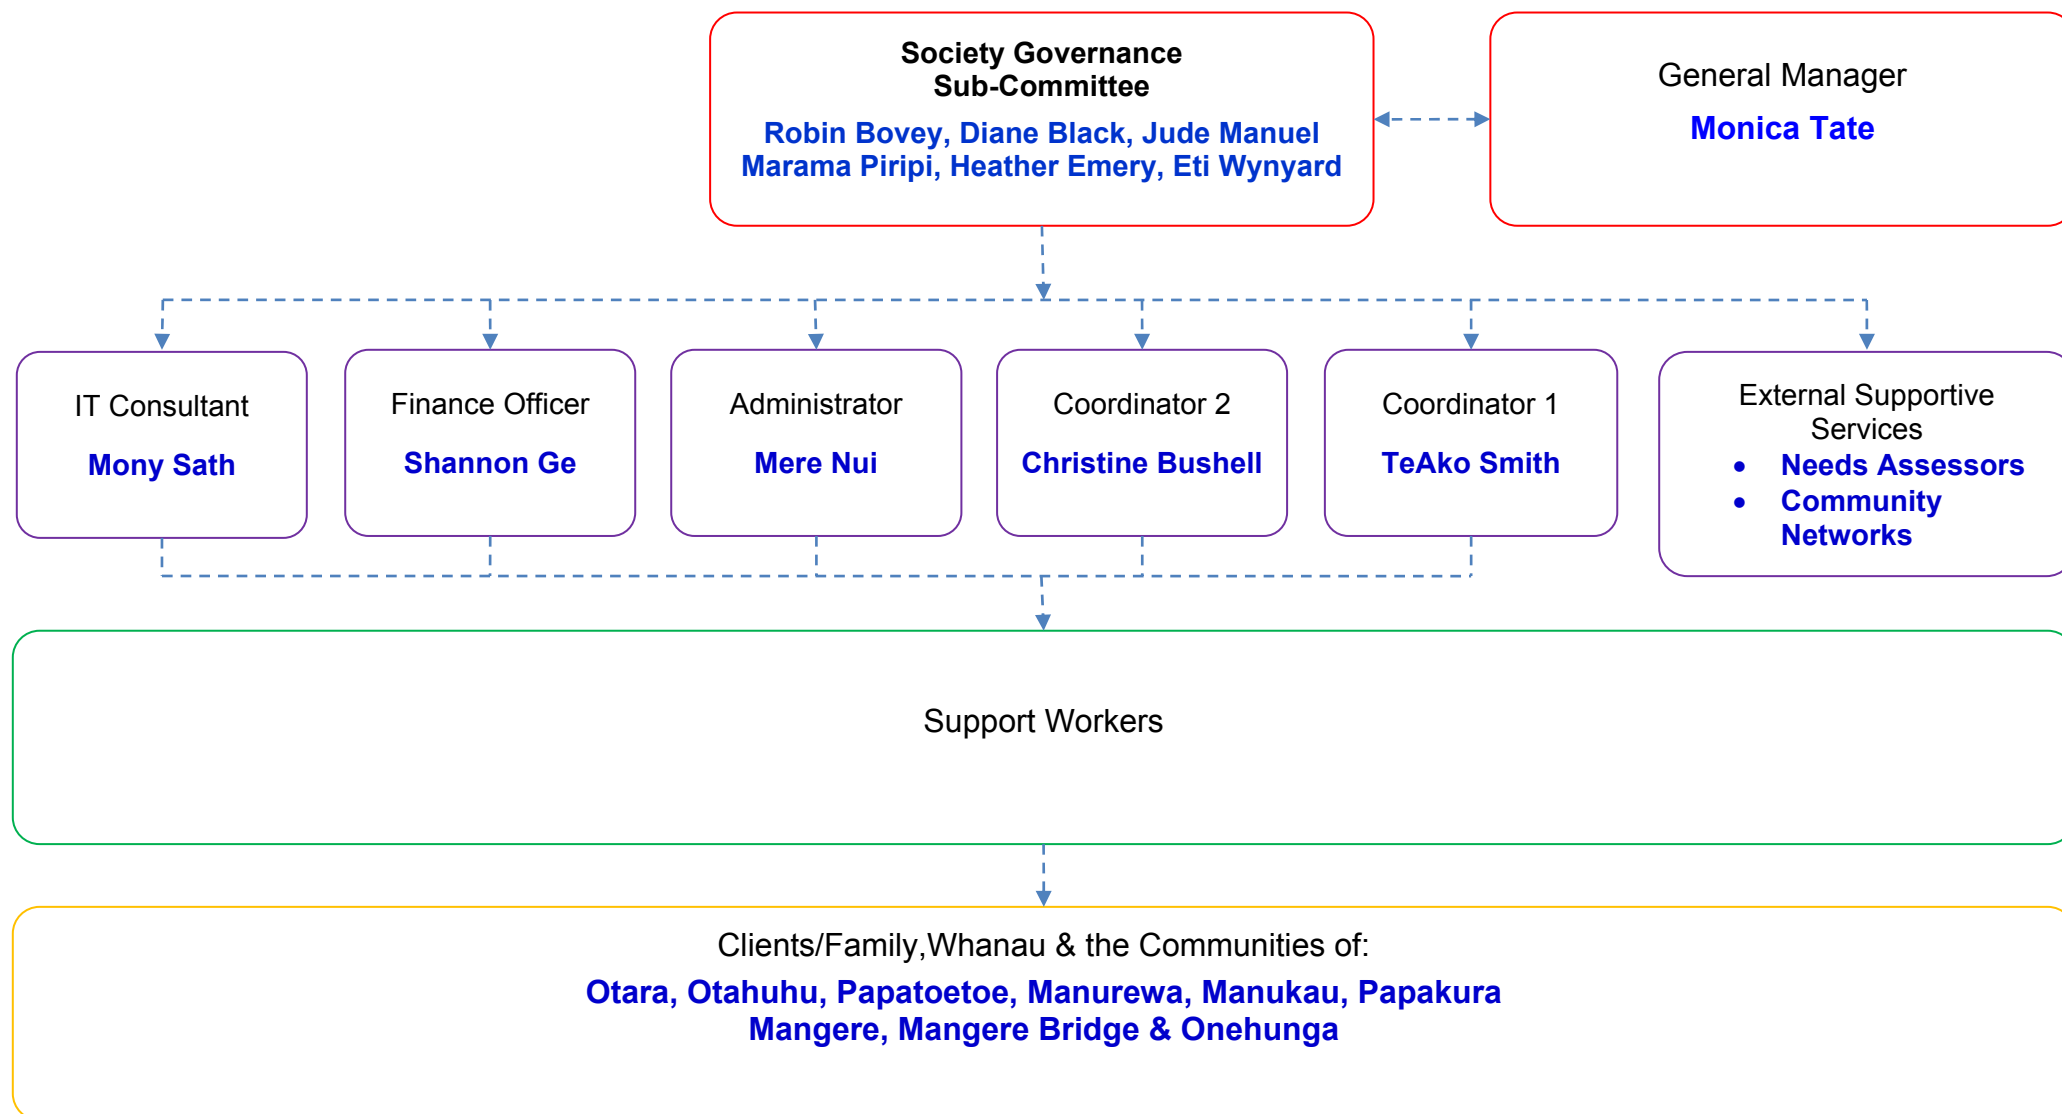 Society Governance
Sub-Committee
Robin Bovey, Diane Black, Jude Manuel
Marama Piripi, Heather Emery, Eti Wynyard
General Manager
Monica Tate
IT Consultant
Mony Sath
Finance Officer
Shannon Ge
Administrator
Mere Nui
Coordinator 2
Christine Bushell
Coordinator 1
TeAko Smith
External Supportive
Services
• Needs Assessors
• Community
Networks
Support Workers
Clients/Family,Whanau & the Communities of:
Otara, Otahuhu, Papatoetoe, Manurewa, Manukau, Papakura
Mangere, Mangere Bridge & Onehunga